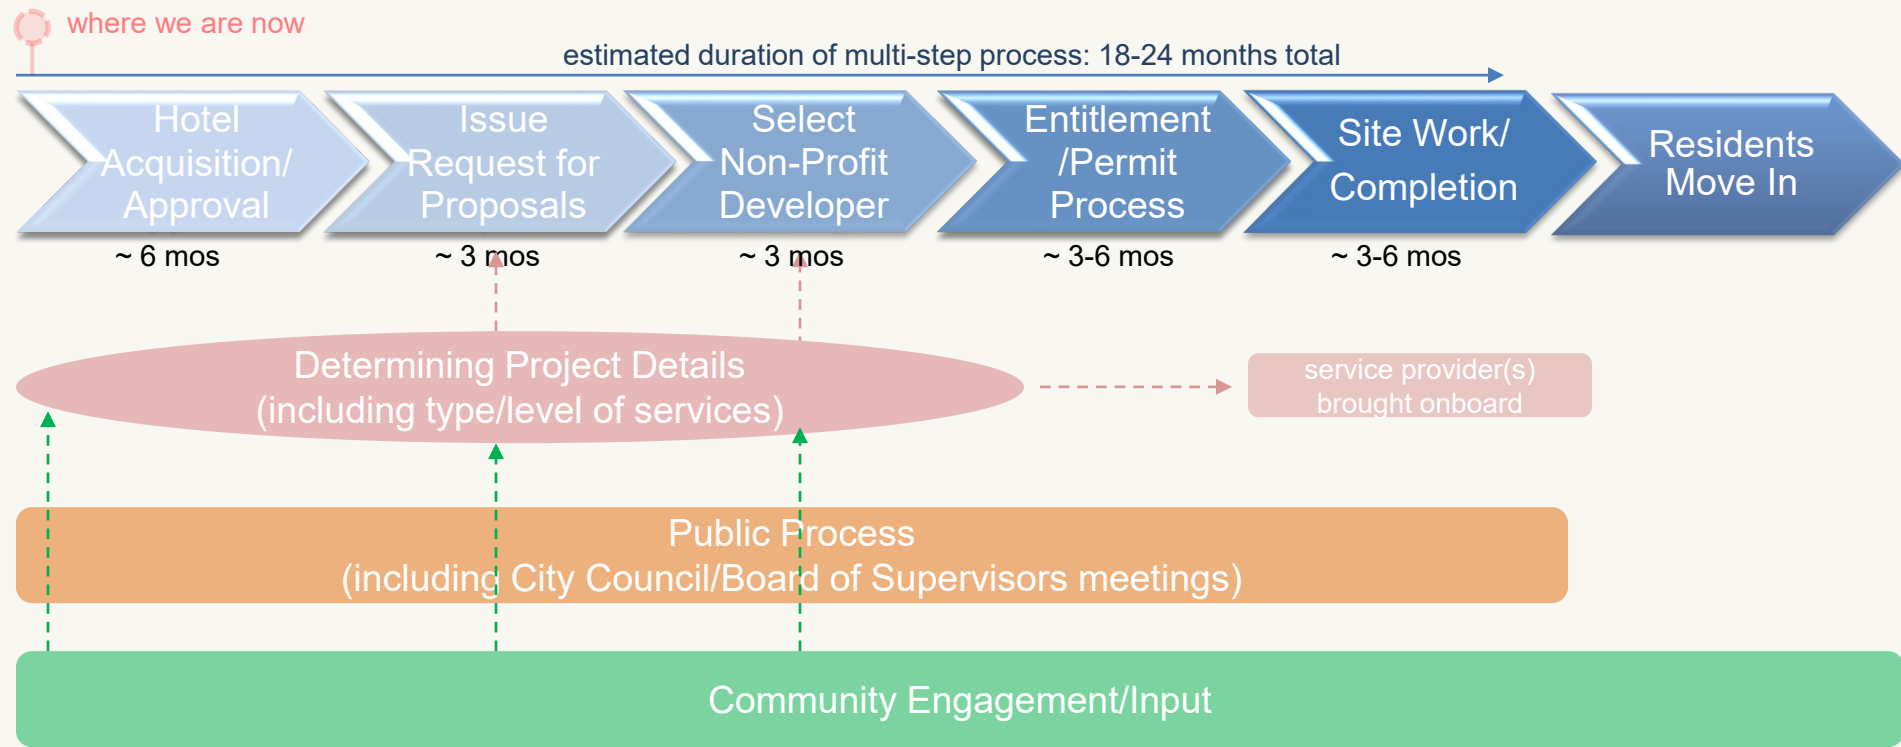 where we are now
estimated duration of multi-step process: 18-24 months total
Hotel
Acquisition/
Approval
Issue
Request for
Proposals
Select
Non-Profit
Developer
Entitlement
/Permit
Process
Site Work/
Completion
Residents
Move In
~ 6 mos
~ 3 mos
~ 3 mos
~ 3-6 mos
~ 3-6 mos
Determining Project Details
(including type/level of services)
service provider(s)
brought onboard
Public Process
(including City Council/Board of Supervisors meetings)
Community Engagement/Input